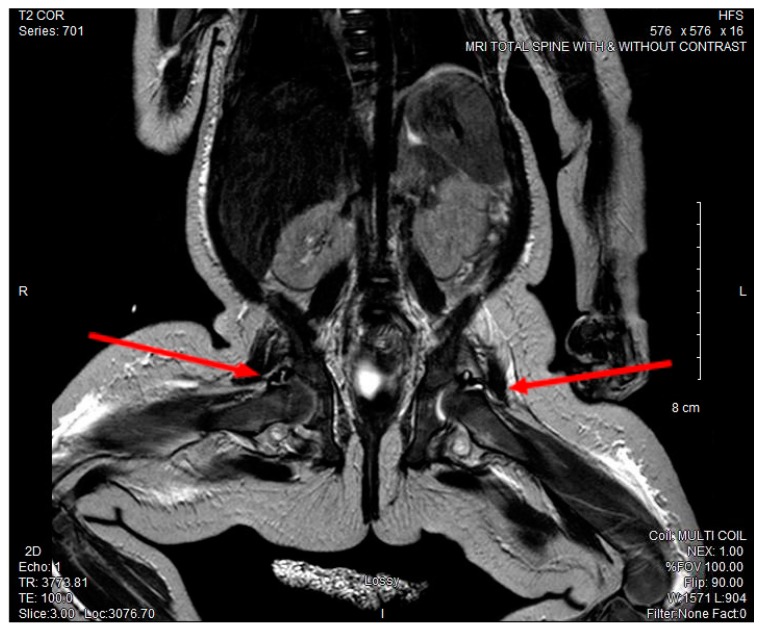 T2 COR
Series: 701
HFS
576 x 576 x 16
MRI TOTAL SPINE WITH & WITHOUT CONTRAST
R
L
8 cm
2D
Echo: 1
TR: 3773.81
TE: 100.0
Slice:3.00 Loc:3076.70
Lossy
I
Coil: MULTI COIL
NEX: 1.00
%FOV 100.00
Flip: 90.00
W:1571 L:904
Filter:None Fact:0